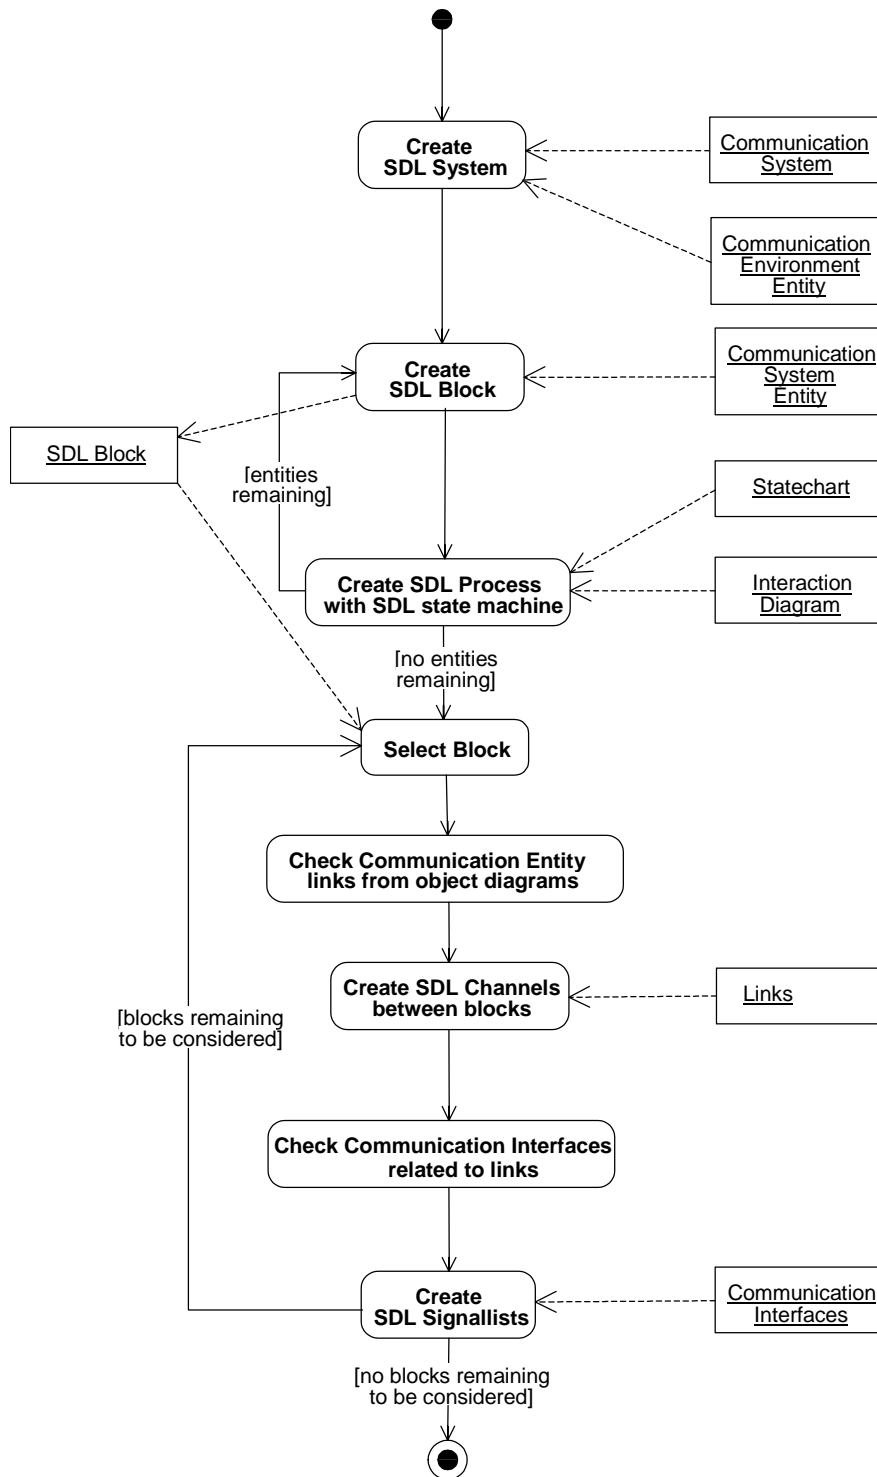 Create
SDL System
Communication
System
Communication
Environment
Entity
Create
SDL Block
Communication
System
Entity
SDL Block
[entities
remaining]
Statechart
Create SDL Process
with SDL state machine
Interaction
Diagram
[no entities
remaining]
Select Block
Check Communication Entity
links from object diagrams
Create SDL Channels
between blocks
Links
[blocks remaining
to be considered]
Check Communication Interfaces
related to links
Create
SDL Signallists
Communication
Interfaces
[no blocks remaining
to be considered]